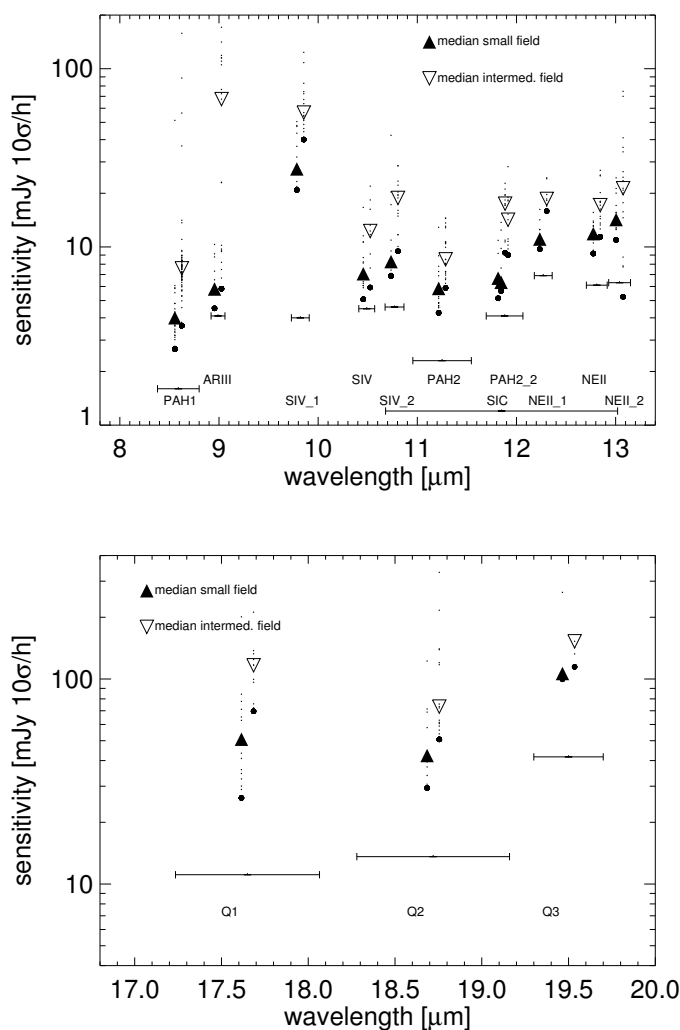 100
10
1
sensitivity [mJy 10σ/h]
median small field
median intermed. field
PAH1
ARIII
SIV_1
SIV
SIV_2
PAH2
PAH2_2
SIC
NEII_1
NEII
NEII_2
8 9 10 11 12 13
wavelength [μm]
100
10
sensitivity [mJy 10σ/h]
median small field
median intermed. field
Q1 Q2 Q3
17.0 17.5 18.0 18.5 19.0 19.5 20.0
wavelength [μm]